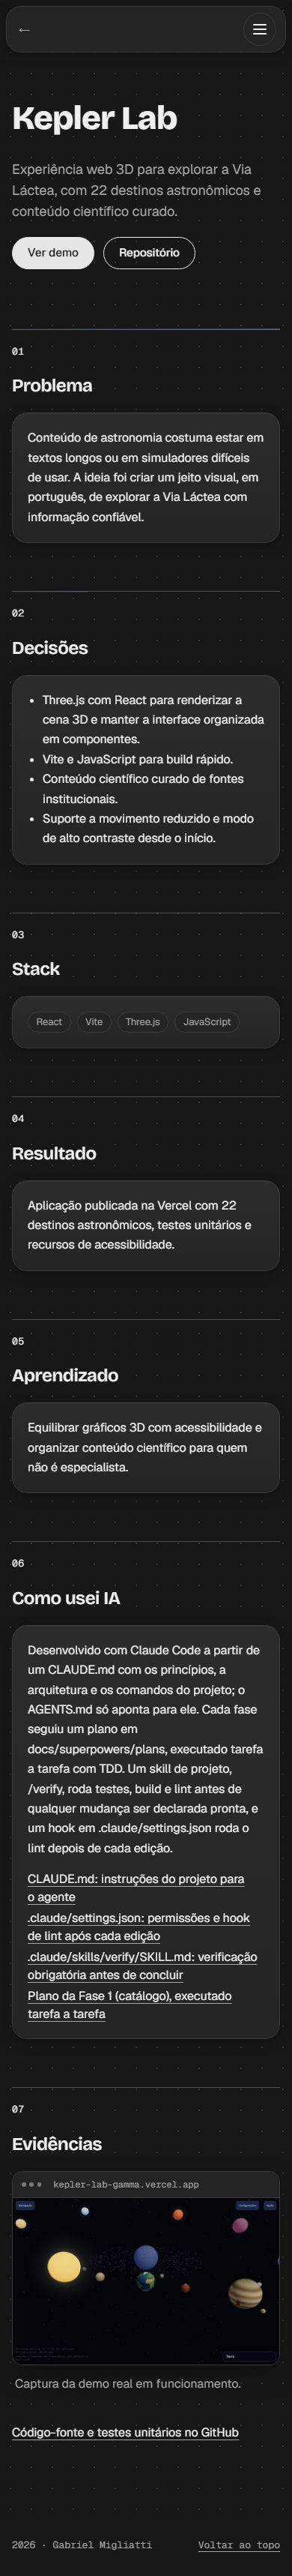 ←
Kepler Lab
Experiência web 3D para explorar a Via
Láctea, com 22 destinos astronômicos e
conteúdo científico curado.
Ver demo
Repositório
01
Problema
Conteúdo de astronomia costuma estar em
textos longos ou em simuladores difíceis
de usar. A ideia foi criar um jeito visual, em
português, de explorar a Via Láctea com
informação confiável.
02
Decisões
• Three.js com React para renderizar a
cena 3D e manter a interface organizada
em componentes.
• Vite e JavaScript para build rápido.
• Conteúdo científico curado de fontes
institucionais.
• Suporte a movimento reduzido e modo
de alto contraste desde o início.
03
Stack
React
Vite
Three.js
JavaScript
04
Resultado
Aplicação publicada na Vercel com 22
destinos astronômicos, testes unitários e
recursos de acessibilidade.
05
Aprendizado
Equilibrar gráficos 3D com acessibilidade e
organizar conteúdo científico para quem
não é especialista.
06
Como usei IA
Desenvolvido com Claude Code a partir de
um CLAUDE.md com os princípios, a
arquitetura e os comandos do projeto; o
AGENTS.md só aponta para ele. Cada fase
seguiu um plano em
docs/superpowers/plans, executado tarefa
a tarefa com TDD. Um skill de projeto,
/verify, roda testes, build e lint antes de
qualquer mudança ser declarada pronta, e
um hook em .claude/settings.json roda o
lint depois de cada edição.
CLAUDE.md: instruções do projeto para
o agente
.claude/settings.json: permissões e hook
de lint após cada edição
.claude/skills/verify/SKILL.md: verificação
obrigatória antes de concluir
Plano da Fase 1 (catálogo), executado
tarefa a tarefa
07
Evidências
kepler-lab-gamma.vercel.app
Terra
Captura da demo real em funcionamento.
Código-fonte e testes unitários no GitHub
2026 · Gabriel Migliatti
Voltar ao topo